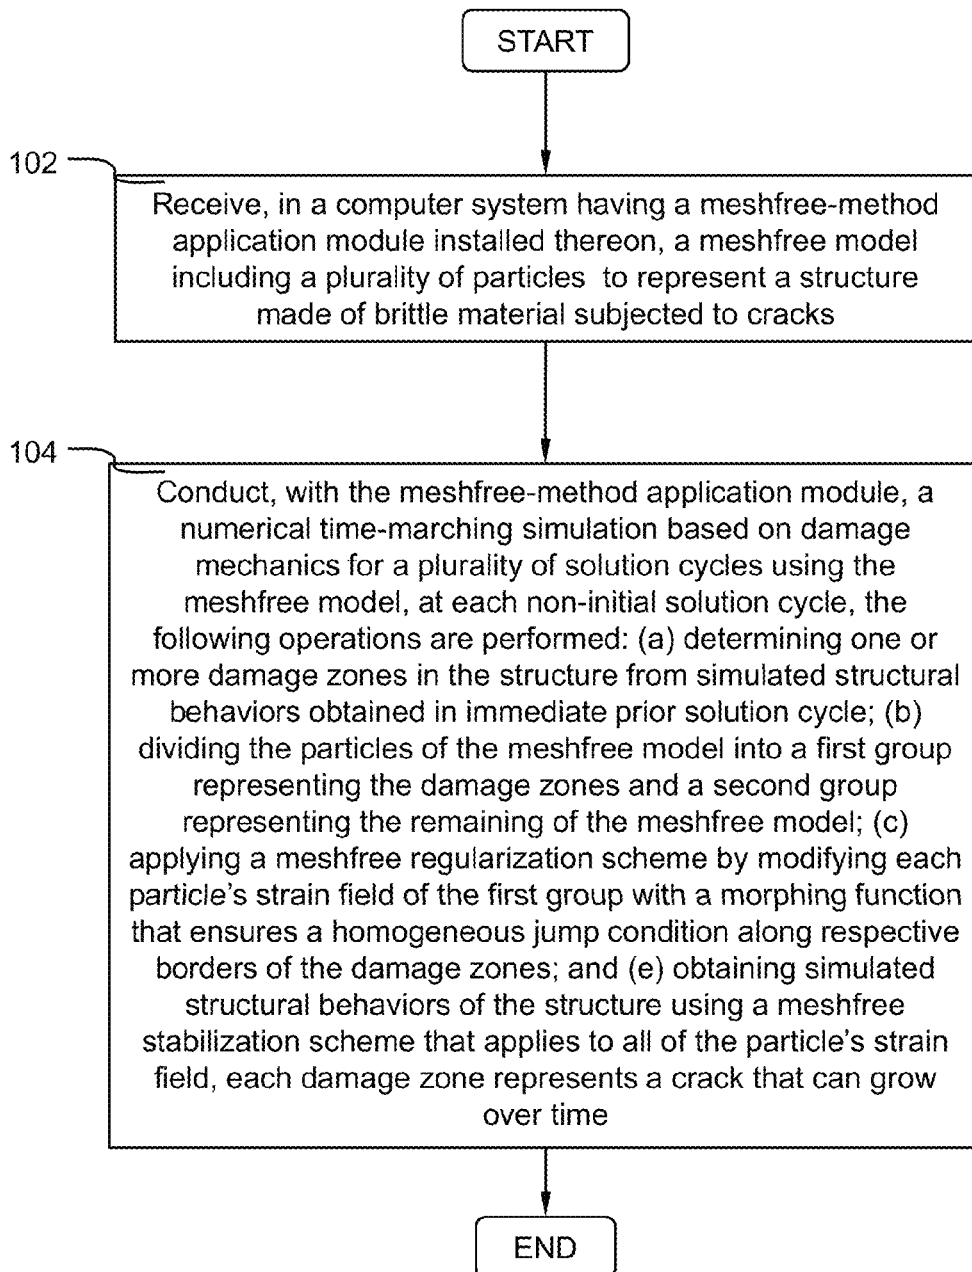 START
102
Receive, in a computer system having a meshfree-method
application module installed thereon, a meshfree model
including a plurality of particles to represent a structure
made of brittle material subjected to cracks
104
Conduct, with the meshfree-method application module, a
numerical time-marching simulation based on damage
mechanics for a plurality of solution cycles using the
meshfree model, at each non-initial solution cycle, the
following operations are performed: (a) determining one or
more damage zones in the structure from simulated structural
behaviors obtained in immediate prior solution cycle; (b)
dividing the particles of the meshfree model into a first group
representing the damage zones and a second group
representing the remaining of the meshfree model; (c)
applying a meshfree regularization scheme by modifying each
particle's strain field of the first group with a morphing function
that ensures a homogeneous jump condition along respective
borders of the damage zones; and (e) obtaining simulated
structural behaviors of the structure using a meshfree
stabilization scheme that applies to all of the particle's strain
field, each damage zone represents a crack that can grow
over time
END